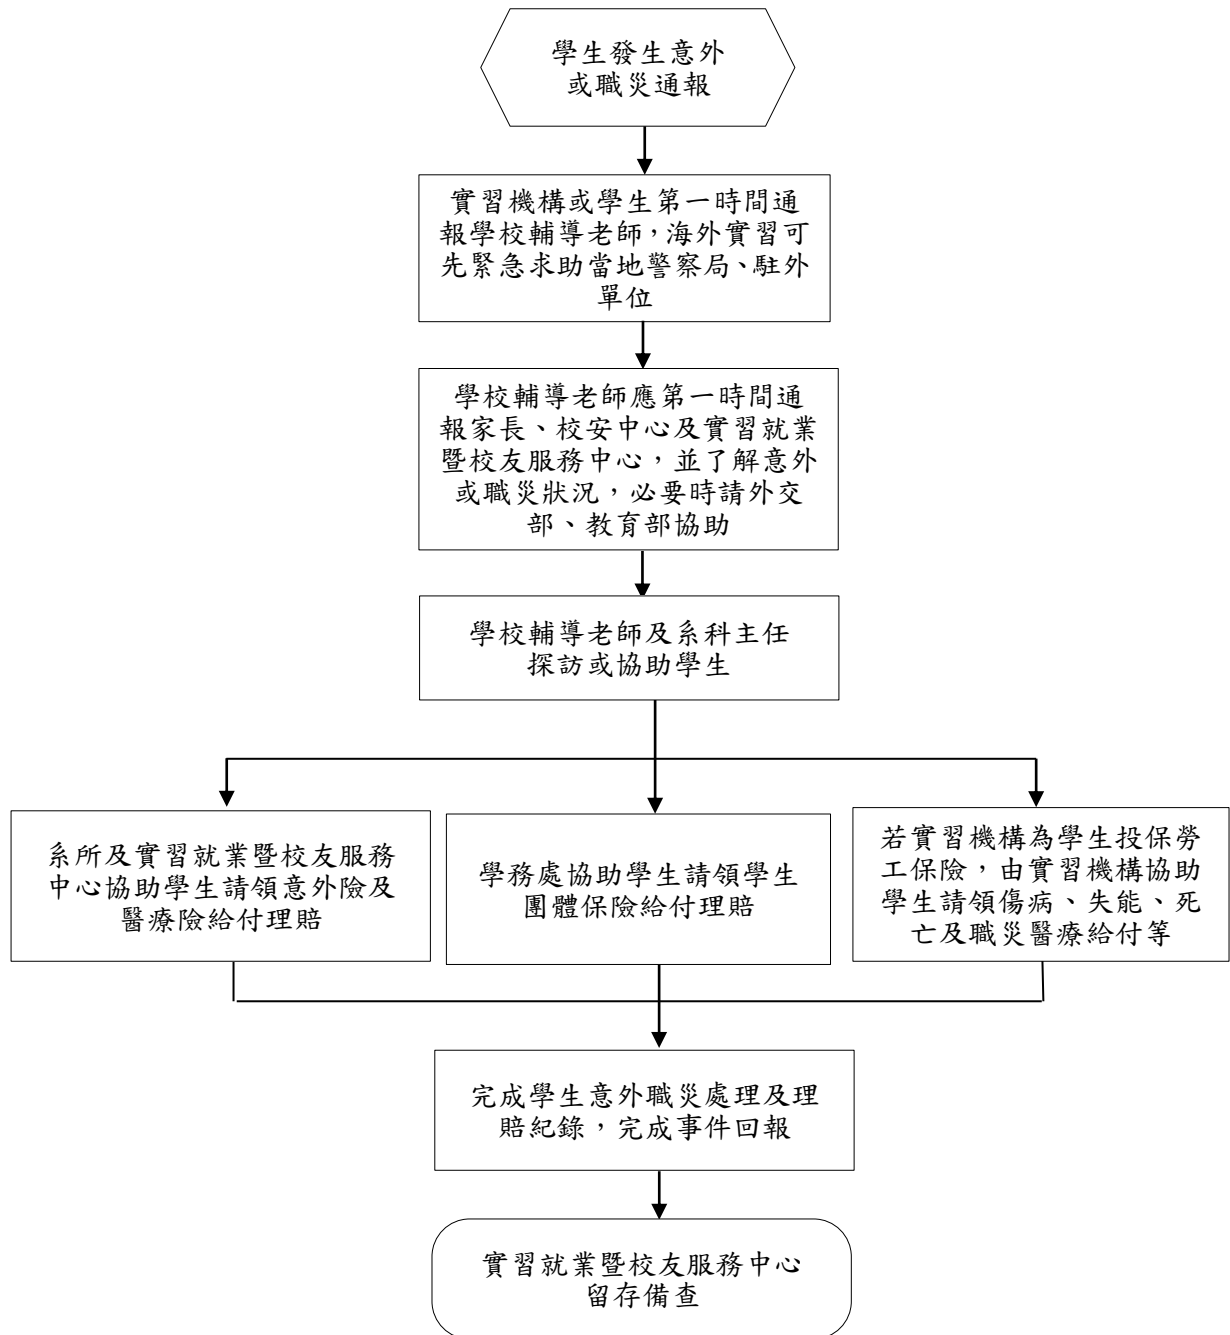 學生發生意外
或職災通報
實習機構或學生第一時間通
報學校輔導老師，海外實習可
先緊急求助當地警察局、駐外
單位
學校輔導老師應第一時間通
報家長、校安中心及實習就業
暨校友服務中心，並了解意外
或職災狀況，必要時請外交
部、教育部協助
學校輔導老師及系科主任
探訪或協助學生
系所及實習就業暨校友服務
中心協助學生請領意外險及
醫療險給付理賠
學務處協助學生請領學生
團體保險給付理賠
若實習機構為學生投保勞
工保險，由實習機構協助
學生請領傷病、失能、死
亡及職災醫療給付等
完成學生意外職災處理及理
賠紀錄，完成事件回報
實習就業暨校友服務中心
留存備查